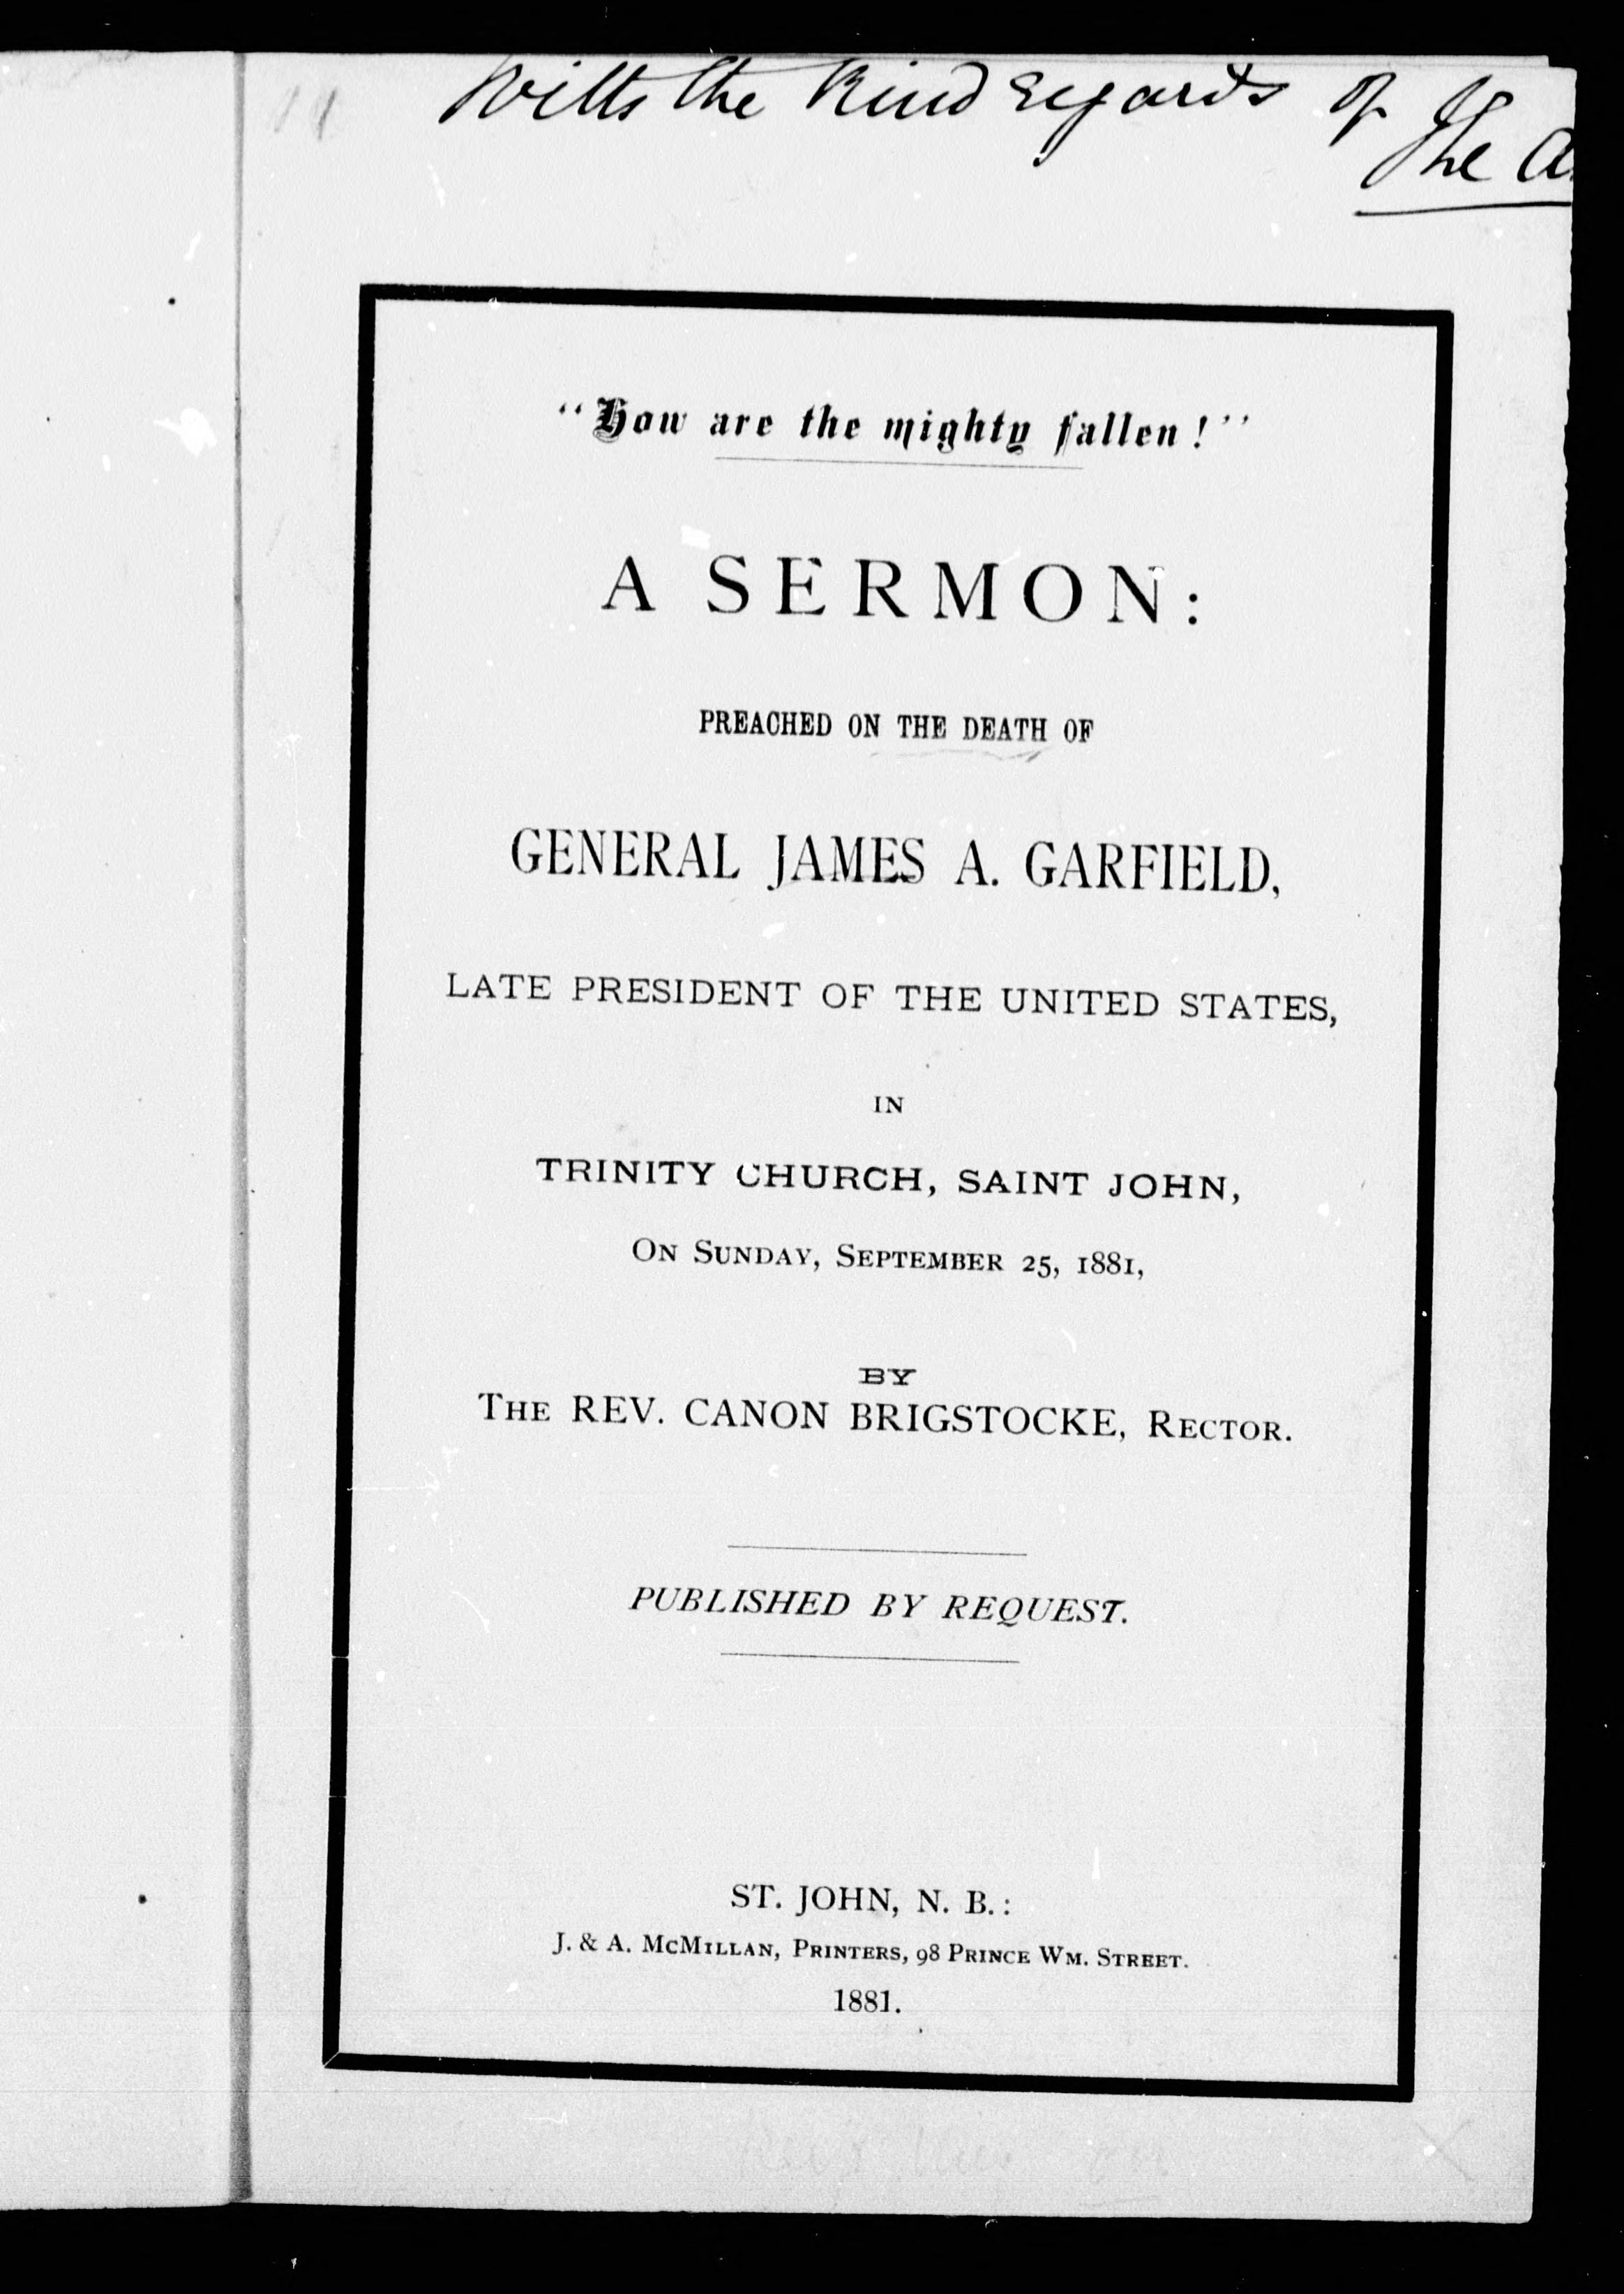 With the kind regards of
The
"How are the mighty fallen!"
A SERMON:
PREACHED ON THE DEATH OF
GENERAL JAMES A. GARFIELD,
LATE PRESIDENT OF THE UNITED STATES,
IN
TRINITY CHURCH, SAINT JOHN,
ON SUNDAY, SEPTEMBER 25, 1881,
BY
THE REV. CANON BRIGSTOCKE, RECTOR.
PUBLISHED BY REQUEST.
ST. JOHN, N. B.:
J. & A. MCMILLAN, PRINTERS, 98 PRINCE WM. STREET.
1881.